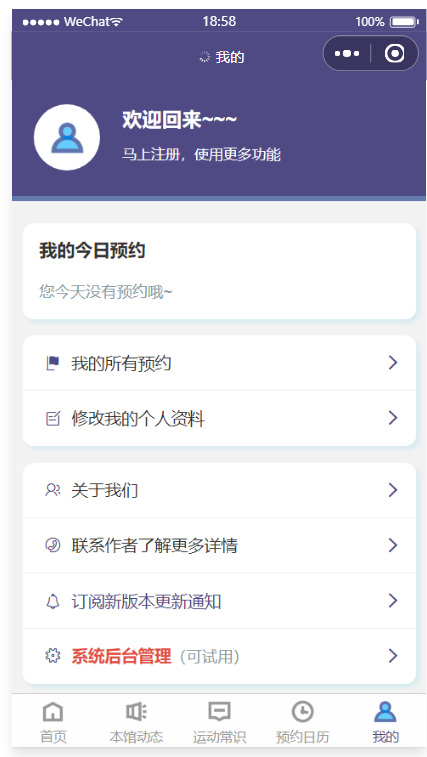 WeChat
18:58
100%
我的
欢迎回来~~~
马上注册，使用更多功能
我的今日预约
您今天没有预约哦~
我的所有预约
修改我的个人资料
关于我们
联系作者了解更多详情
订阅新版本更新通知
系统后台管理（可试用）
首页
本馆动态
运动常识
预约日历
我的